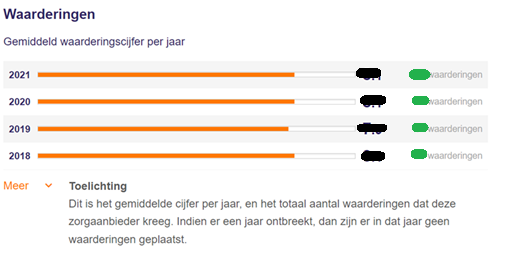 Waarderingen
Gemiddeld waarderingscijfer per jaar
2021 waarderingen
2020 waarderingen
2019 waarderingen
2018 waarderingen
Meer Toelichting
Dit is het gemiddelde cijfer per jaar, en het totaal aantal waarderingen dat deze
zorgaanbieder kreeg. Indien er een jaar ontbreekt, dan zijn er in dat jaar geen
waarderingen geplaatst.